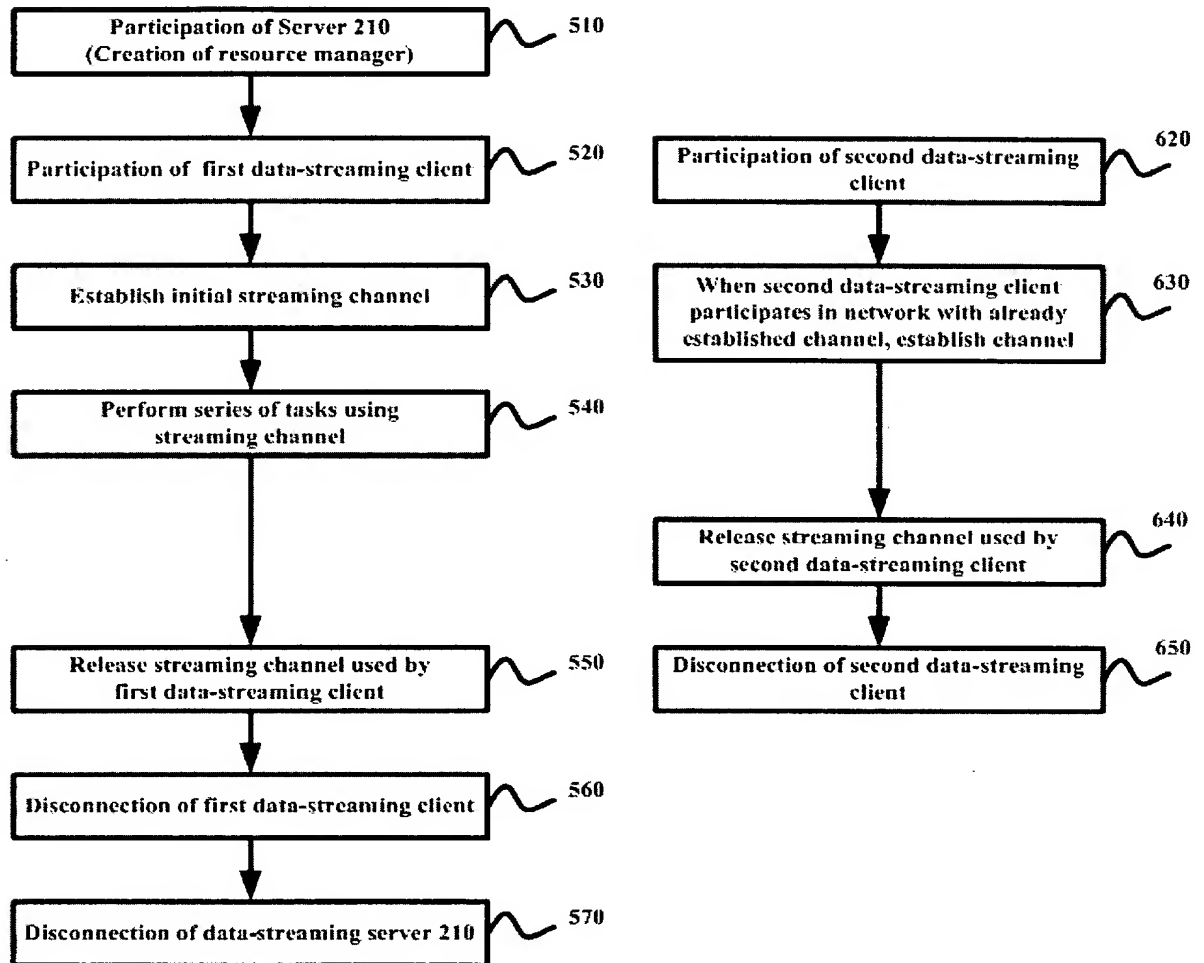 Participation of Server 210
(Creation of resource manager)
510
Participation of first data-streaming client
520
Establish initial streaming channel
530
Perform series of tasks using
streaming channel
540
Release streaming channel used by
first data-streaming client
550
Disconnection of first data-streaming client
560
Disconnection of data-streaming server 210
570
Participation of second data-streaming
client
620
When second data-streaming client
participates in network with already
established channel, establish channel
630
Release streaming channel used by
second data-streaming client
640
Disconnection of second data-streaming
client
650